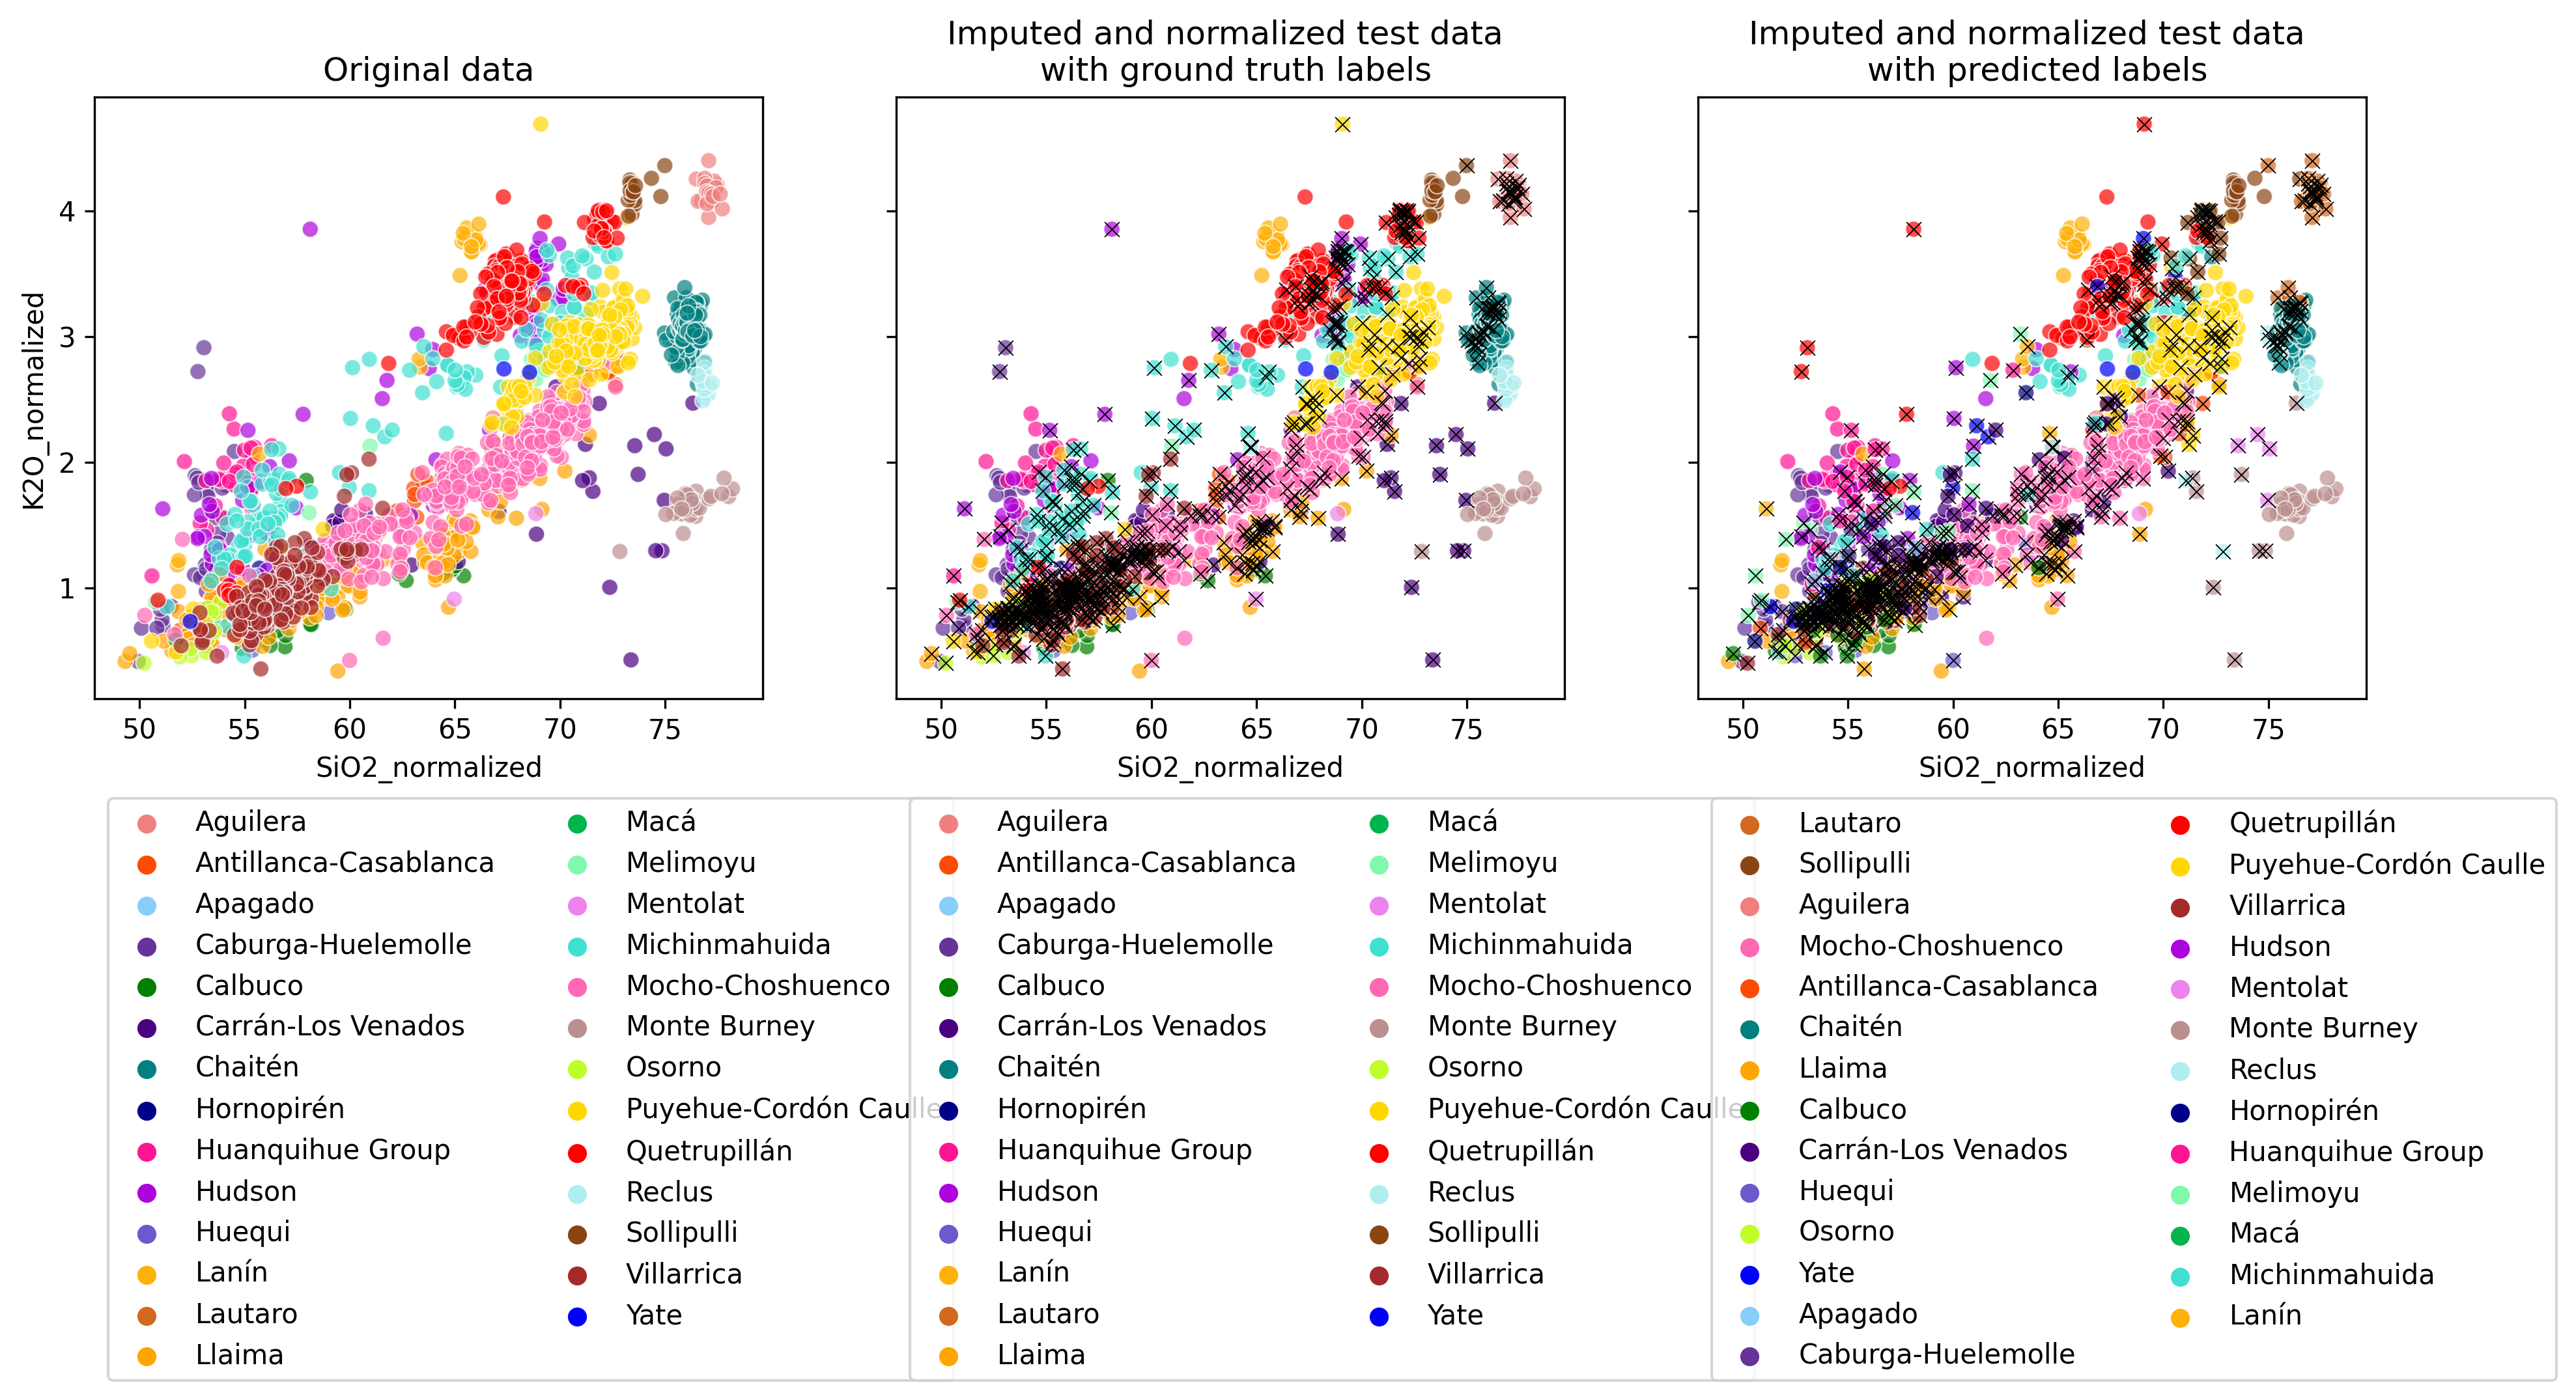 Original data
Imputed and normalized test data
with ground truth labels
Imputed and normalized test data
with predicted labels
K2O_normalized
4
3
2
1
50 55 60 65 70 75
50 55 60 65 70 75
50 55 60 65 70 75
SiO2_normalized
SiO2_normalized
SiO2_normalized
Aguilera
Antillanca-Casablanca
Apagado
Caburga-Huelemolle
Calbuco
Carrán-Los Venados
Chaitén
Hornopirén
Huanquihue Group
Hudson
Huequi
Lanín
Lautaro
Llaima
Macá
Melimoyu
Mentolat
Michinmahuida
Mocho-Choshuenco
Monte Burney
Osorno
Puyehue-Cordón Caulle
Quetrupillán
Reclus
Sollipulli
Villarrica
Yate
Aguilera
Antillanca-Casablanca
Apagado
Caburga-Huelemolle
Calbuco
Carrán-Los Venados
Chaitén
Hornopirén
Huanquihue Group
Hudson
Huequi
Lanín
Lautaro
Llaima
Macá
Melimoyu
Mentolat
Michinmahuida
Mocho-Choshuenco
Monte Burney
Osorno
Puyehue-Cordón Caulle
Quetrupillán
Reclus
Sollipulli
Villarrica
Yate
Lautaro
Sollipulli
Aguilera
Mocho-Choshuenco
Antillanca-Casablanca
Chaitén
Llaima
Calbuco
Carrán-Los Venados
Huequi
Osorno
Yate
Apagado
Caburga-Huelemolle
Quetrupillán
Puyehue-Cordón Caulle
Villarrica
Hudson
Mentolat
Monte Burney
Reclus
Hornopirén
Huanquihue Group
Melimoyu
Macá
Michinmahuida
Lanín